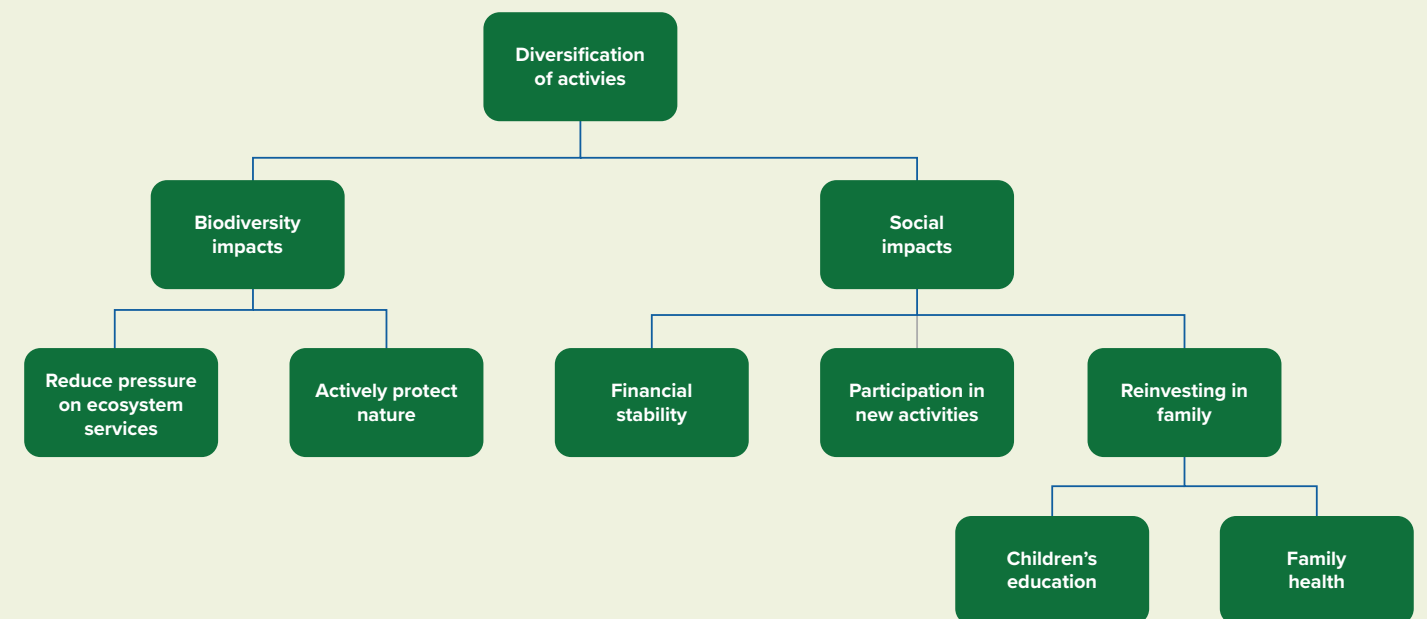 Diversification
of activies
Biodiversity
impacts
Social
impacts
Reduce pressure
on ecosystem
services
Actively protect
nature
Financial
stability
Participation in
new activities
Reinvesting in
family
Children's
education
Family
health